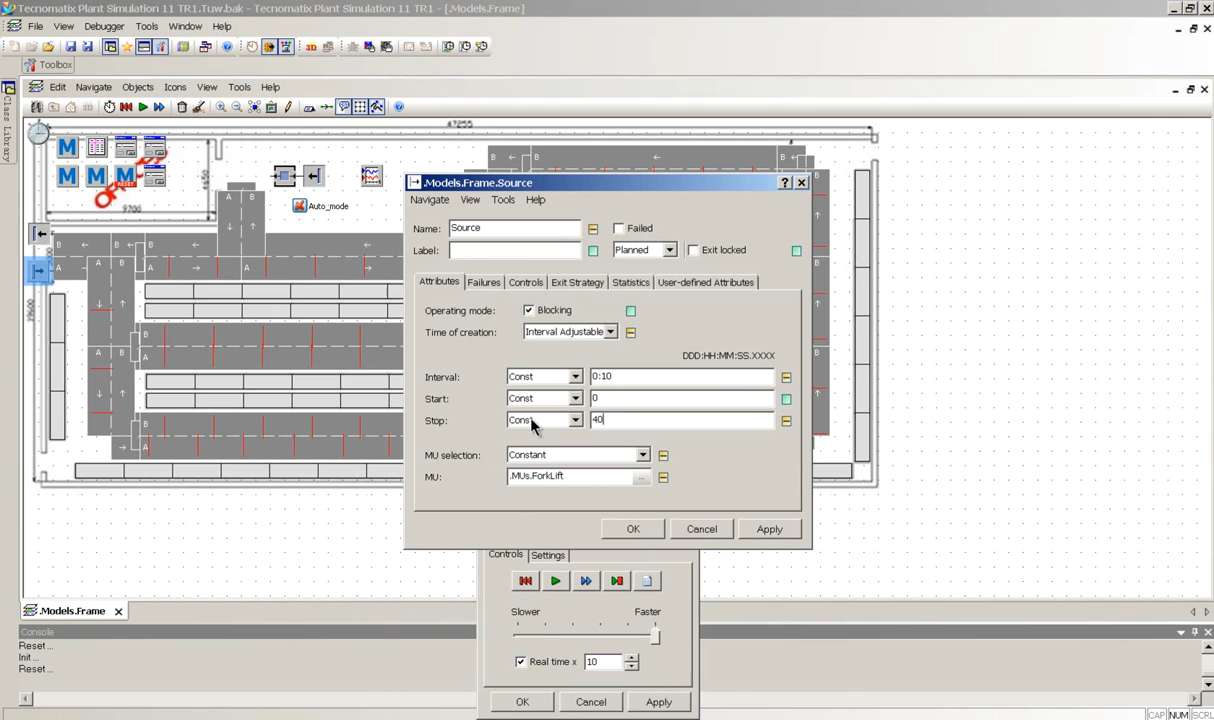 Tecnomatix Plant Simulation 11 TR1.Tuw.bak - Tecnomatix Plant Simulation 11 TR1 - [.Models.Frame]
File View Debugger Tools Window Help
Toolbox
Edit Navigate Objects Icons View Tools Help
Class Library
47255
9700
RESET
Auto_mode
A B
B
A
B
A B
A B
B
A
B
A
B
A
.Models.Frame.Source
Navigate View Tools Help
Name: Source Failed
Label: Planned Exit locked
Attributes Failures Controls Exit Strategy Statistics User-defined Attributes
Operating mode: Blocking
Time of creation: Interval Adjustable
DDD:HH:MM:SS.XXXX
Interval: Const 0:10
Start: Const 0
Stop: Const 40
MU selection: Constant
MU: .MUs.ForkLift ...
OK Cancel Apply
Controls Settings
Slower Faster
Real time x 10
OK Cancel Apply
.Models.Frame
Console
Reset ...
Init ...
Reset ...
CAP NUM SCRL